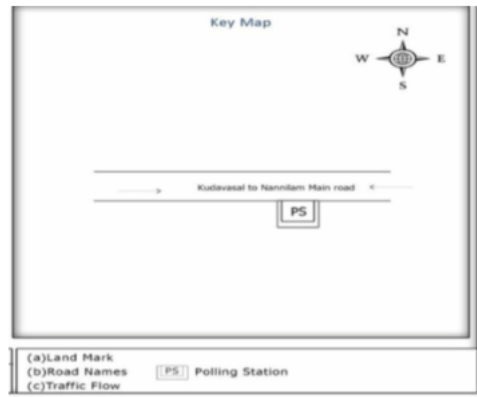 Key Map
N
W E
S
> Kudavasal to Nannilam Main road <
PS
(a)Land Mark
(b)Road Names PS Polling Station
(c)Traffic Flow